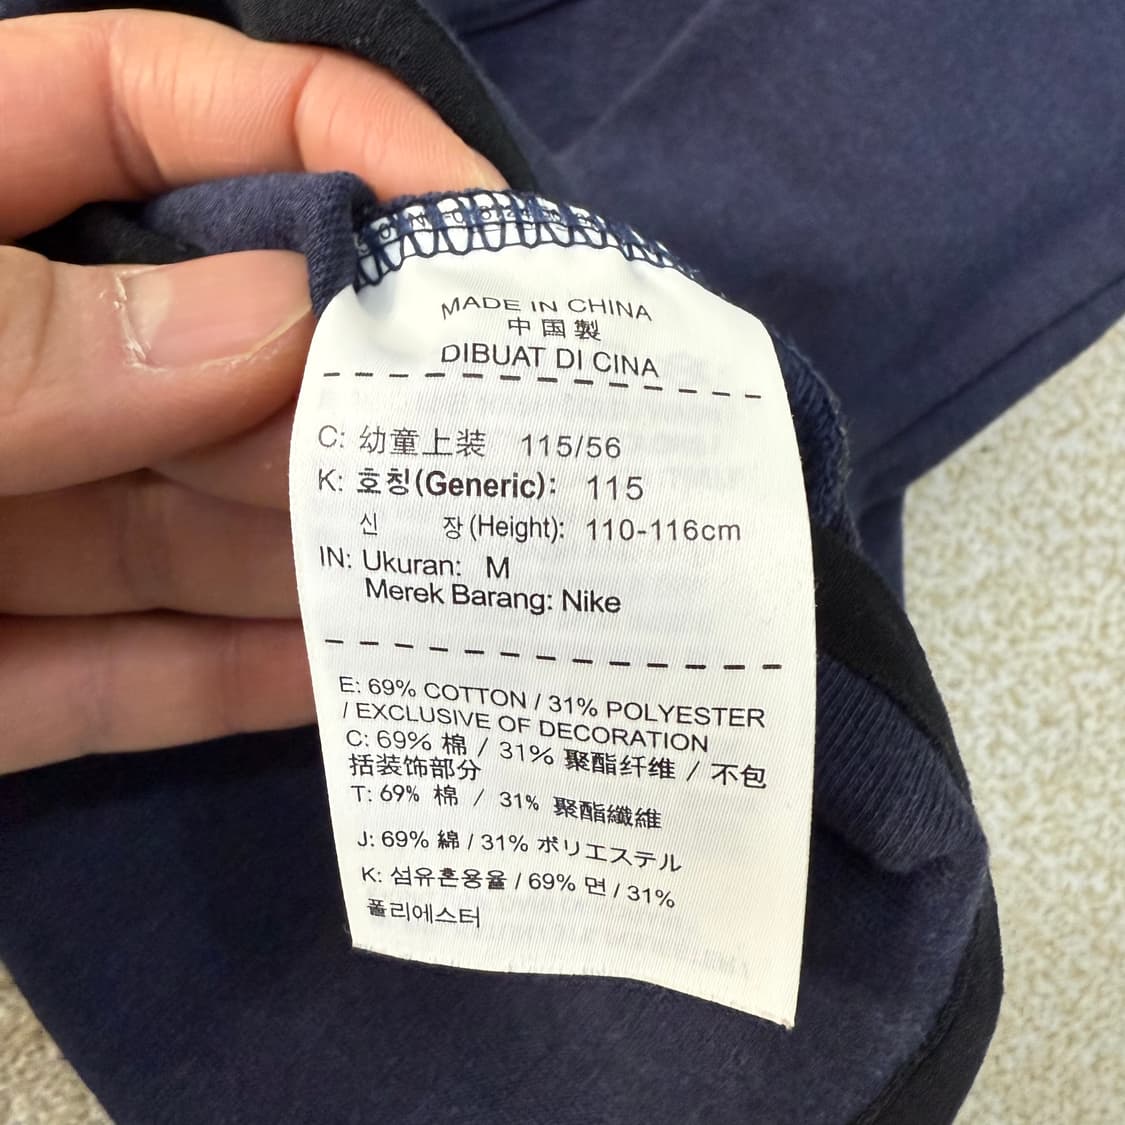 MADE IN CHINA
中国製
DIBUAT DI CINA
C: 幼童上装 115/56
K: 호칭(Generic): 115
신 장(Height): 110-116cm
IN: Ukuran: M
Merek Barang: Nike
E: 69% COTTON / 31% POLYESTER
/ EXCLUSIVE OF DECORATION
C: 69% 棉 / 31% 聚酯纤维 / 不包
括装饰部分
T: 69% 棉 / 31% 聚酯纖維
J: 69% 綿 / 31% ポリエステル
K: 섬유혼용율 / 69% 면 / 31%
폴리에스터